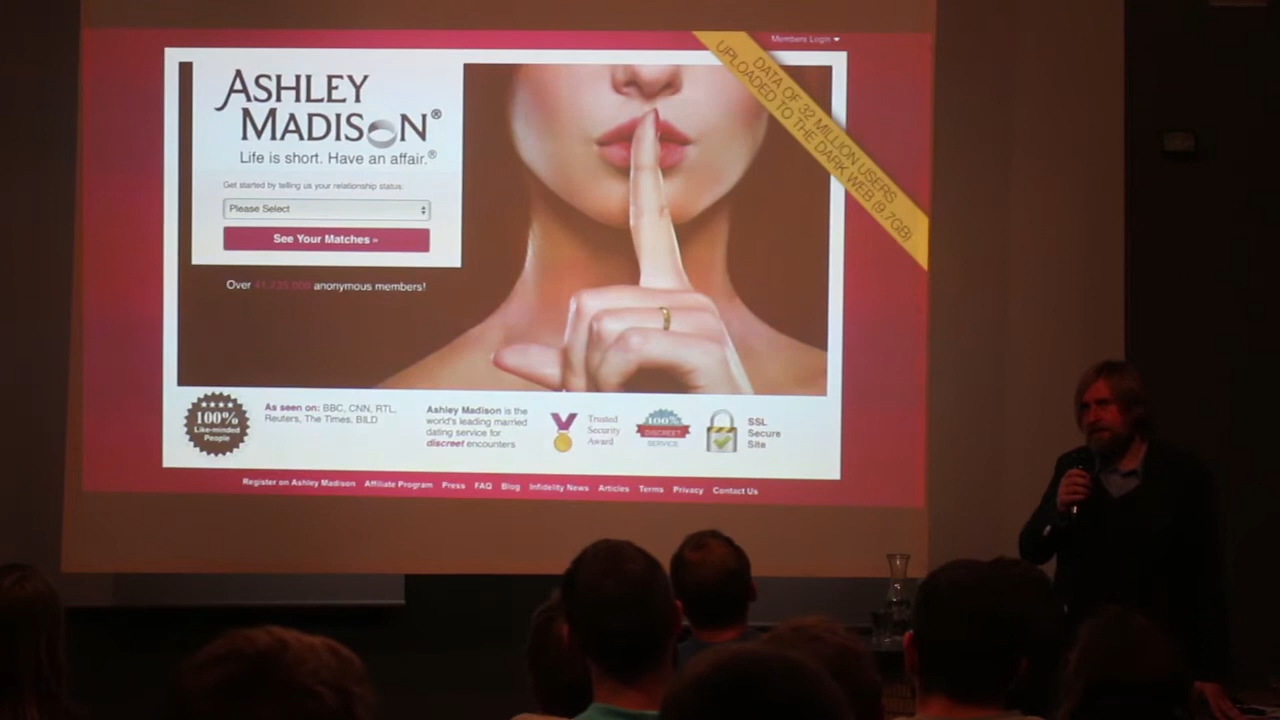 Members Login
DATA OF 32 MILLION USERS
UPLOADED TO THE DARK WEB (9.7GB)
ASHLEY
MADISON®
Life is short. Have an affair.®
Get started by telling us your relationship status:
Please Select
See Your Matches »
Over anonymous members!
100%
Like-minded
People
As seen on: BBC, CNN, RTL,
Reuters, The Times, BILD
Ashley Madison is the
world's leading married
dating service for
discreet encounters
Trusted
Security
Award
100%
DISCREET
SERVICE
SSL
Secure
Site
Register on Ashley Madison Affiliate Program Press FAQ Blog Infidelity News Articles Terms Privacy Contact Us